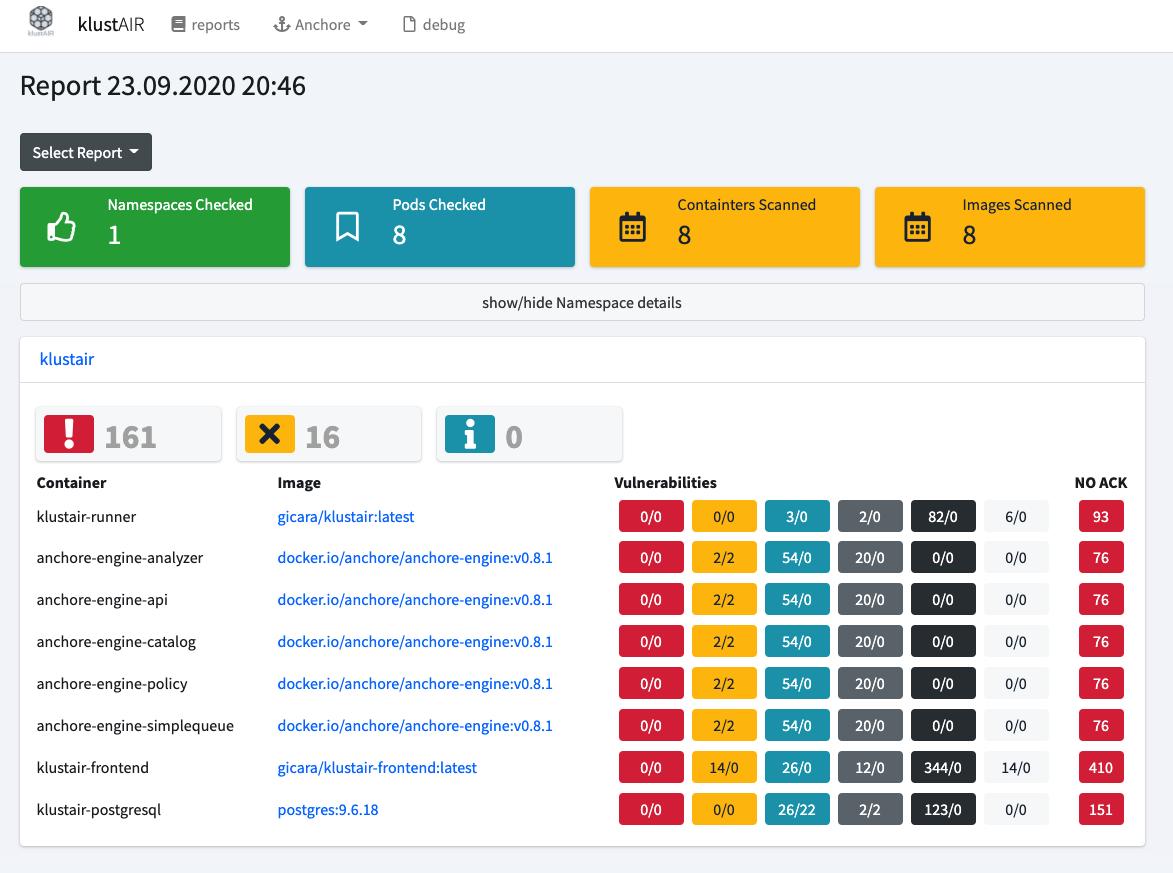 klustAIR klustAIR reports Anchore debug
Report 23.09.2020 20:46
Select Report
Namespaces Checked
1
Pods Checked
8
Containters Scanned
8
Images Scanned
8
show/hide Namespace details
klustair
161 16 0
Container Image Vulnerabilities NO ACK
klustair-runner gicara/klustair:latest 0/0 0/0 3/0 2/0 82/0 6/0 93
anchore-engine-analyzer docker.io/anchore/anchore-engine:v0.8.1 0/0 2/2 54/0 20/0 0/0 0/0 76
anchore-engine-api docker.io/anchore/anchore-engine:v0.8.1 0/0 2/2 54/0 20/0 0/0 0/0 76
anchore-engine-catalog docker.io/anchore/anchore-engine:v0.8.1 0/0 2/2 54/0 20/0 0/0 0/0 76
anchore-engine-policy docker.io/anchore/anchore-engine:v0.8.1 0/0 2/2 54/0 20/0 0/0 0/0 76
anchore-engine-simplequeue docker.io/anchore/anchore-engine:v0.8.1 0/0 2/2 54/0 20/0 0/0 0/0 76
klustair-frontend gicara/klustair-frontend:latest 0/0 14/0 26/0 12/0 344/0 14/0 410
klustair-postgresql postgres:9.6.18 0/0 0/0 26/22 2/2 123/0 0/0 151